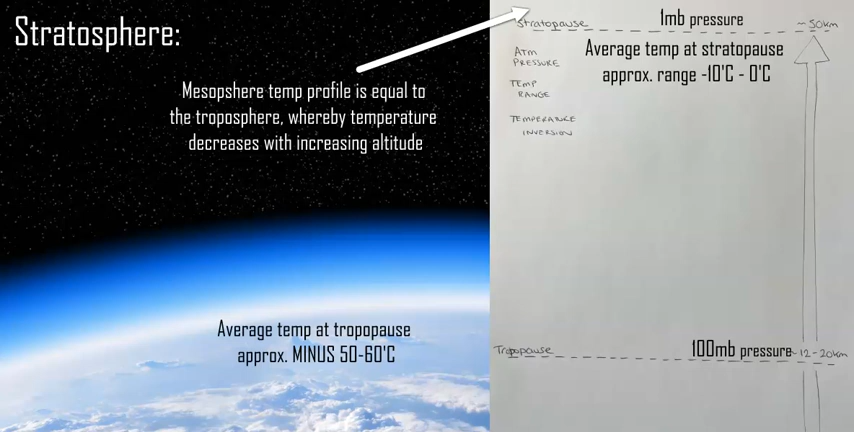 Stratosphere:
Mesopshere temp profile is equal to
the troposphere, whereby temperature
decreases with increasing altitude
Average temp at tropopause
approx. MINUS 50-60'C
Stratopause
1mb pressure
~50km
Average temp at stratopause
approx. range -10'C - 0'C
ATM
PRESSURE
TEMP
RANGE
TEMPERATURE
INVERSION
Tropopause
100mb pressure
~12-20km